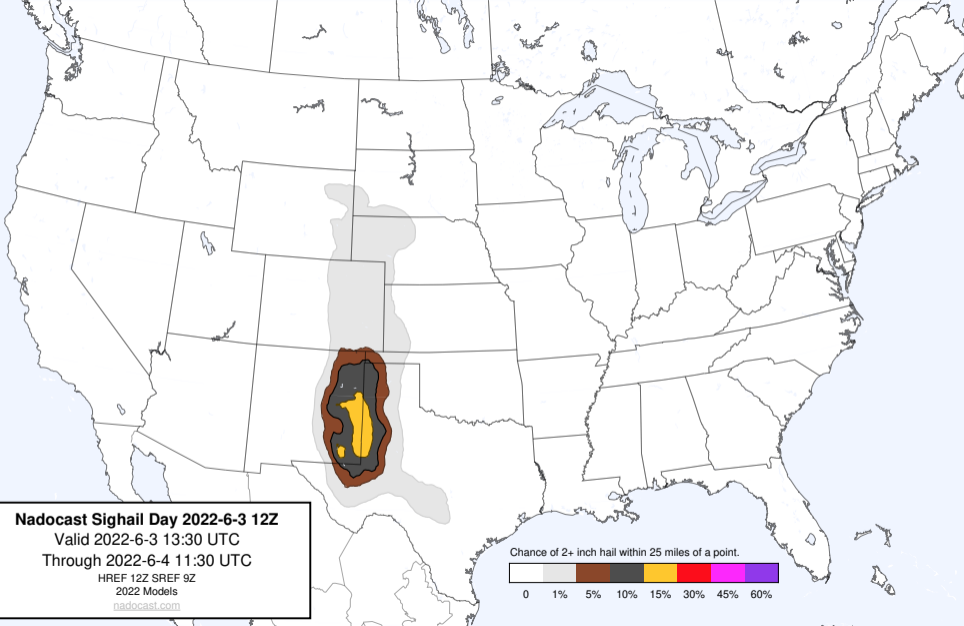 Nadocast Sighail Day 2022-6-3 12Z
Valid 2022-6-3 13:30 UTC
Through 2022-6-4 11:30 UTC
HREF 12Z SREF 9Z
2022 Models
nadocast.com
Chance of 2+ inch hail within 25 miles of a point.
0 1% 5% 10% 15% 30% 45% 60%